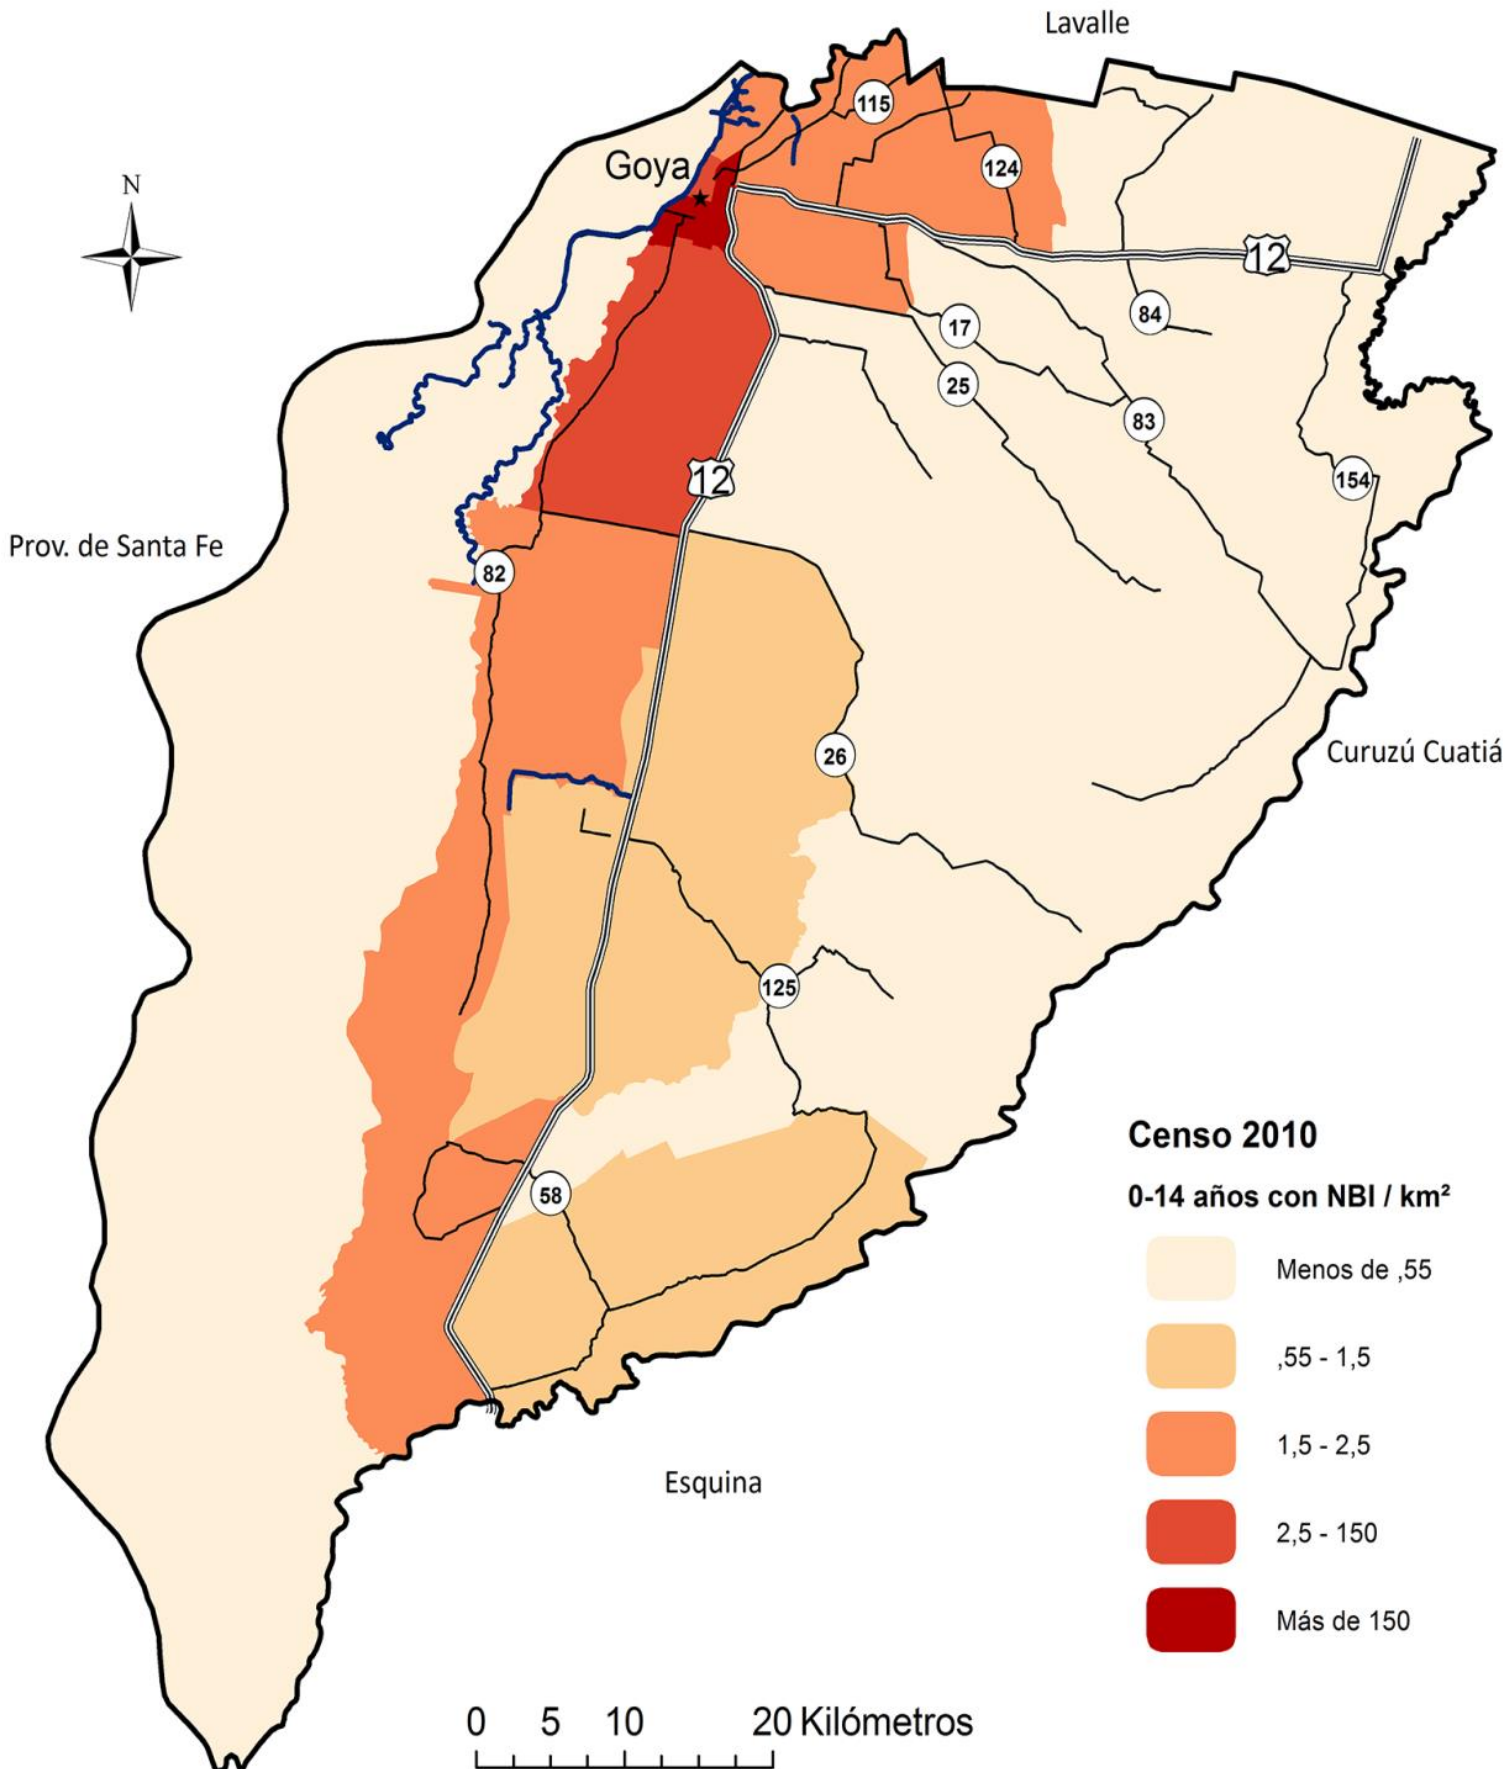 Lavalle
N
115
Goya
124
12
84
17
25
83
12
154
Prov. de Santa Fe
82
26
Curuzú Cuatiá
125
Censo 2010
0-14 años con NBI / km²
58
Menos de ,55
,55 - 1,5
1,5 - 2,5
Esquina
2,5 - 150
Más de 150
0 5 10 20 Kilómetros